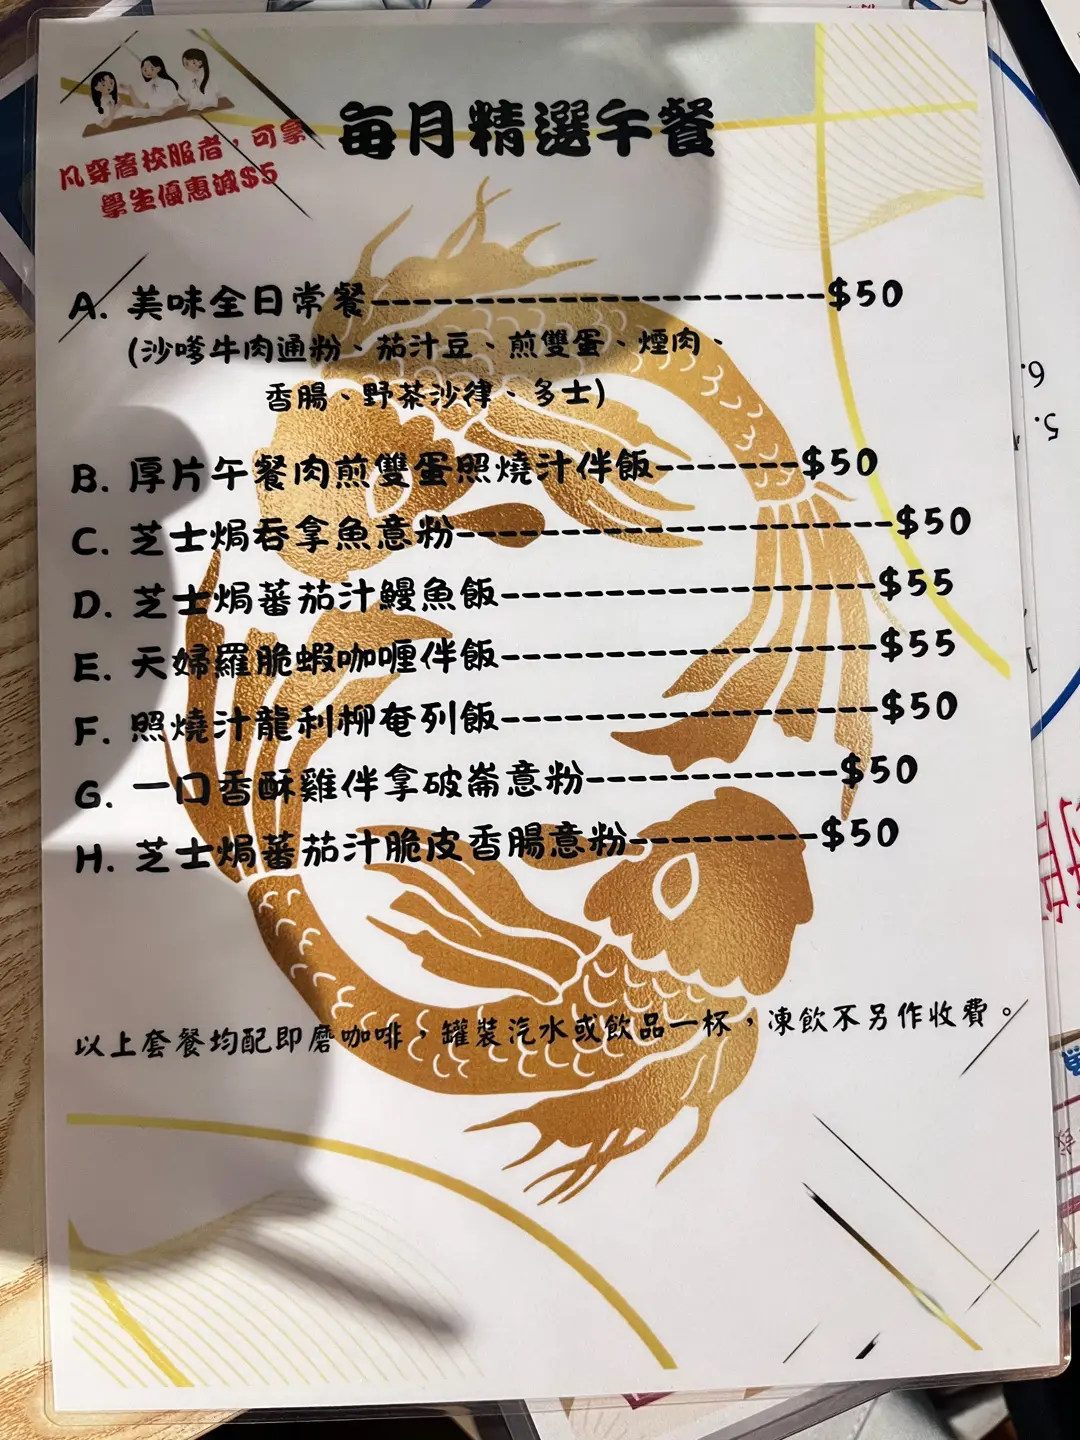 每月精選午餐
凡穿著校服者，可享
學生優惠減$5
A. 美味全日常餐----------------------$50
(沙嗲牛肉通粉、茄汁豆、煎雙蛋、煙肉、
香腸、野菜沙律、多士)
B. 厚片午餐肉煎雙蛋照燒汁伴飯-------$50
C. 芝士焗吞拿魚意粉---------------------$50
D. 芝士焗蕃茄汁鰻魚飯------------------$55
E. 天婦羅脆蝦咖喱伴飯------------------$55
F. 照燒汁龍利柳奄列飯------------------$50
G. 一口香酥雞伴拿破崙意粉------------$50
H. 芝士焗蕃茄汁脆皮香腸意粉---------$50
以上套餐均配即磨咖啡，罐裝汽水或飲品一杯，凍飲不另作收費。
6.
5.